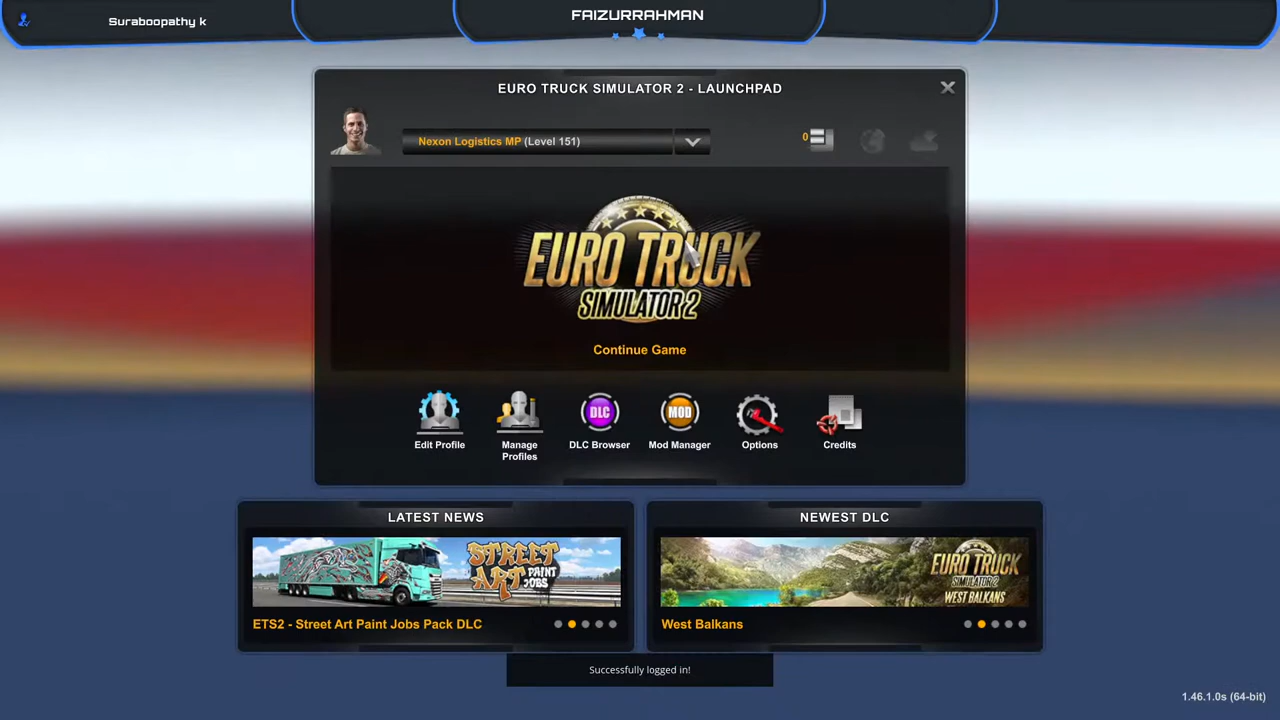 Suraboopathy k
FAIZURRAHMAN
EURO TRUCK SIMULATOR 2 - LAUNCHPAD
Nexon Logistics MP (Level 151)
0
EURO TRUCK
SIMULATOR 2
Continue Game
Edit Profile
Manage
Profiles
DLC
DLC Browser
MOD
Mod Manager
Options
Credits
LATEST NEWS
STREET
ART PAINT
JOBS
ETS2 - Street Art Paint Jobs Pack DLC
NEWEST DLC
EURO TRUCK
SIMULATOR 2
WEST BALKANS
West Balkans
Successfully logged in!
1.46.1.0s (64-bit)